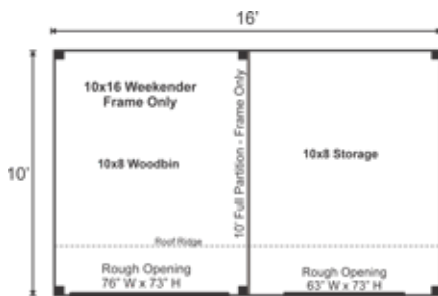 16'
10x16 Weekender
Frame Only
10'
10x8 Woodbin
10' Full Partition - Frame Only
10x8 Storage
Roof Ridge
Rough Opening
76" W x 73" H
Rough Opening
63" W x 73" H